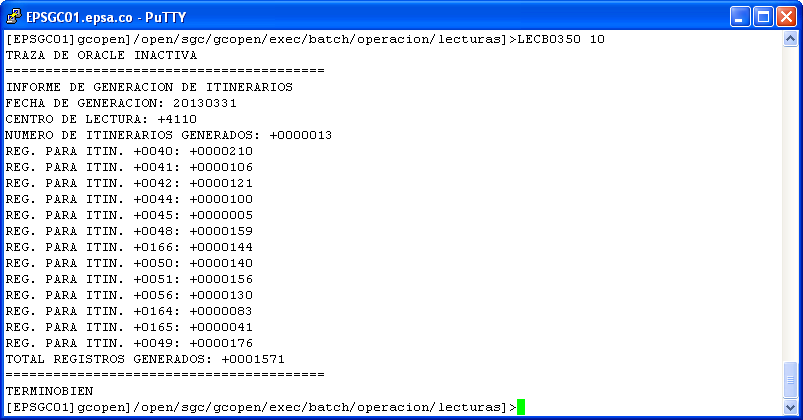 EPSGC01.epsa.co - PuTTY
[EPSGC01]gcopen]/open/sgc/gcopen/exec/batch/operacion/lecturas]>LECB0350 10
TRAZA DE ORACLE INACTIVA
========================================
INFORME DE GENERACION DE ITINERARIOS
FECHA DE GENERACION: 20130331
CENTRO DE LECTURA: +4110
NUMERO DE ITINERARIOS GENERADOS: +0000013
REG. PARA ITIN. +0040: +0000210
REG. PARA ITIN. +0041: +0000106
REG. PARA ITIN. +0042: +0000121
REG. PARA ITIN. +0044: +0000100
REG. PARA ITIN. +0045: +0000005
REG. PARA ITIN. +0048: +0000159
REG. PARA ITIN. +0166: +0000144
REG. PARA ITIN. +0050: +0000140
REG. PARA ITIN. +0051: +0000156
REG. PARA ITIN. +0056: +0000130
REG. PARA ITIN. +0164: +0000083
REG. PARA ITIN. +0165: +0000041
REG. PARA ITIN. +0049: +0000176
TOTAL REGISTROS GENERADOS: +0001571
========================================
TERMINOBIEN
[EPSGC01]gcopen]/open/sgc/gcopen/exec/batch/operacion/lecturas]>